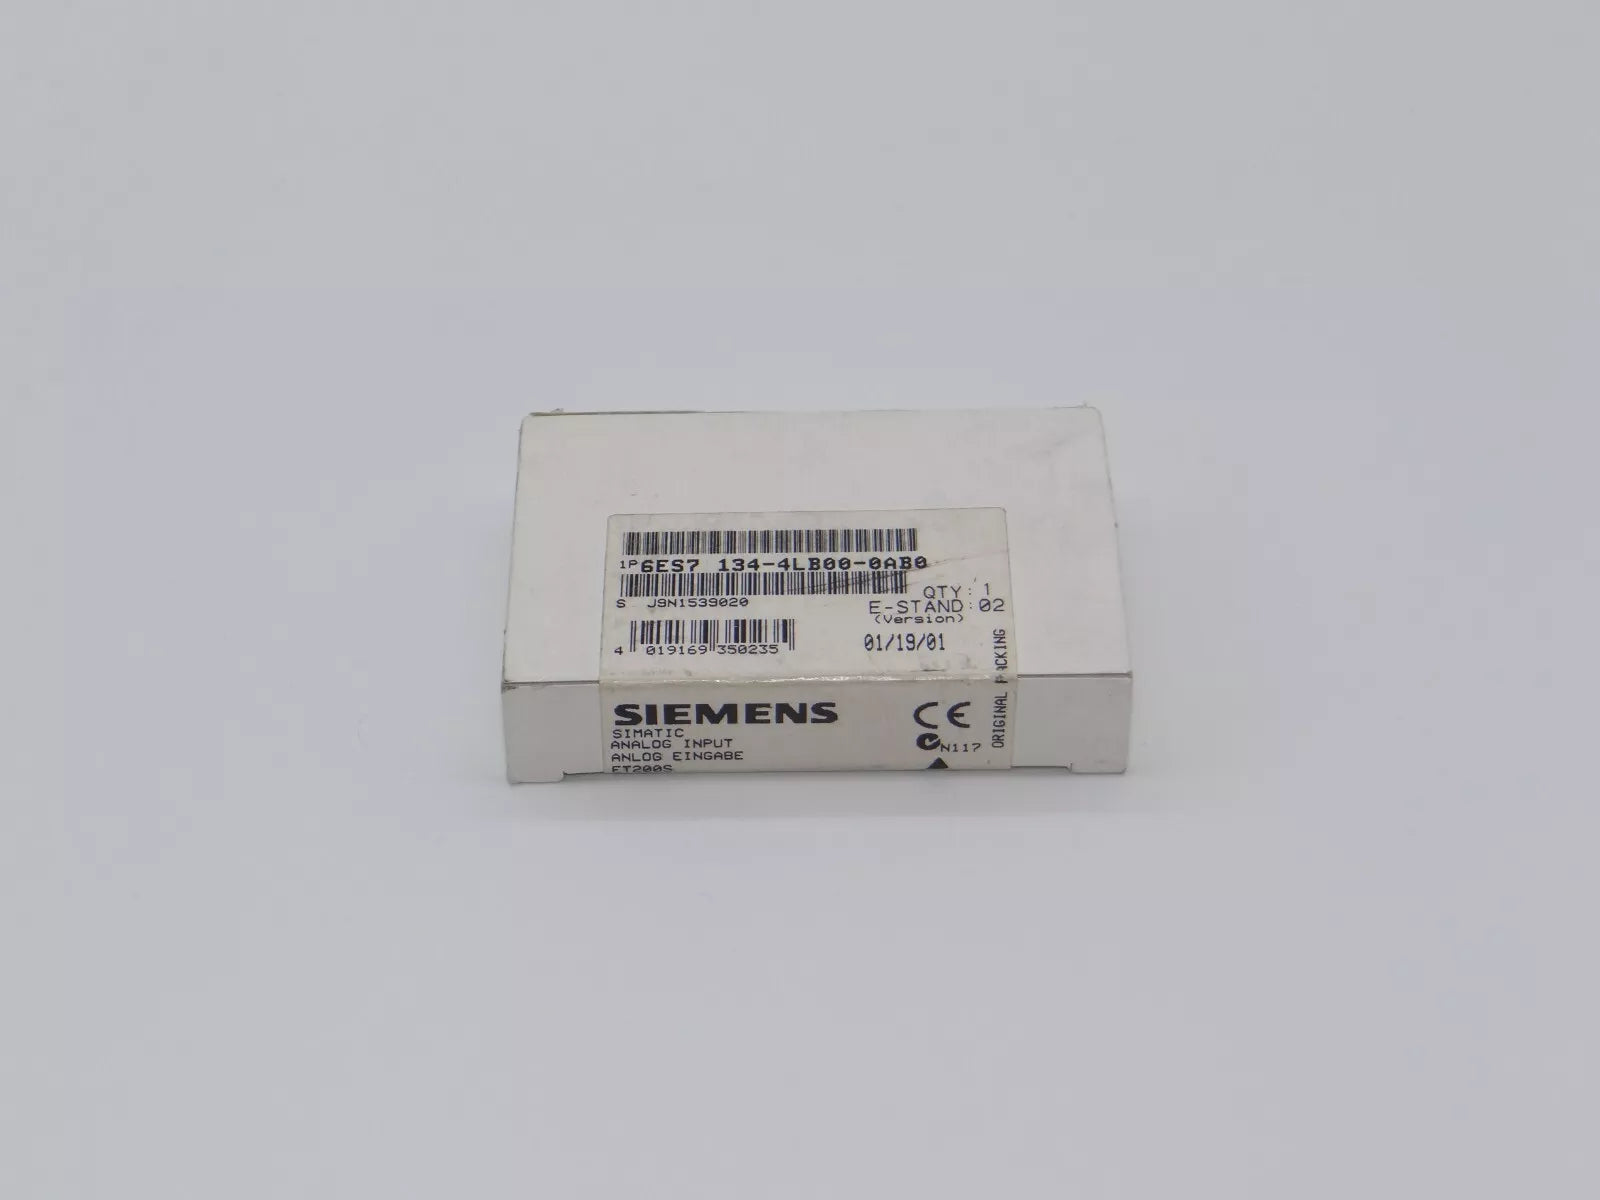 1P 6ES7 134-4LB00-0AB0
S J9N1539020
QTY: 1
E-STAND: 02
(Version)
4 019169 350235
01/19/01
ORIGINAL PACKING
SIEMENS
CE
SIMATIC
ANALOG INPUT
N117
ANLOG EINGABE
ET200S